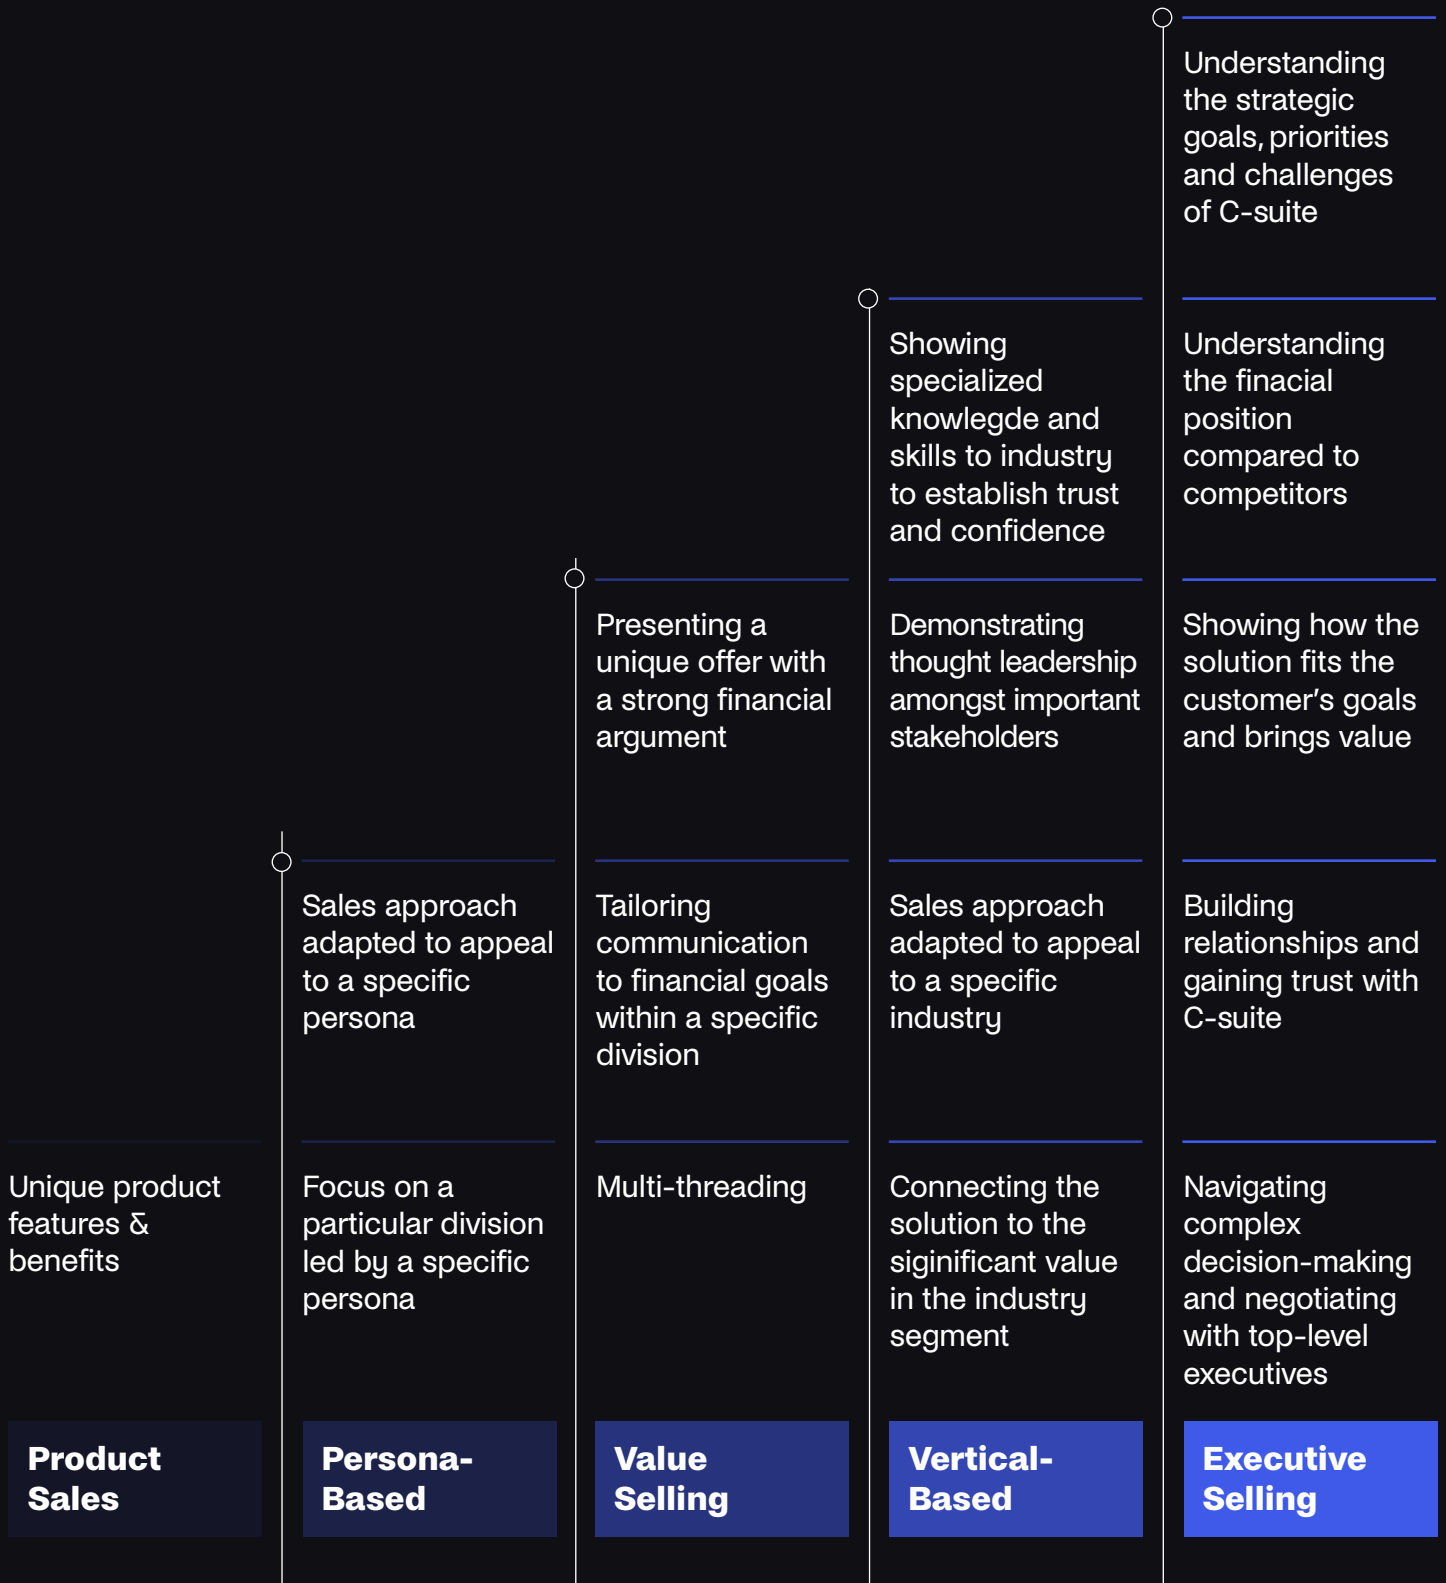 Unique product
features &
benefits
Product
Sales
Sales approach
adapted to appeal
to a specific
persona
Focus on a
particular division
led by a specific
persona
Persona-
Based
Presenting a
unique offer with
a strong financial
argument
Tailoring
communication
to financial goals
within a specific
division
Multi-threading
Value
Selling
Showing
specialized
knowlegde and
skills to industry
to establish trust
and confidence
Demonstrating
thought leadership
amongst important
stakeholders
Sales approach
adapted to appeal
to a specific
industry
Connecting the
solution to the
siginificant value
in the industry
segment
Vertical-
Based
Understanding
the strategic
goals, priorities
and challenges
of C-suite
Understanding
the finacial
position
compared to
competitors
Showing how the
solution fits the
customer’s goals
and brings value
Building
relationships and
gaining trust with
C-suite
Navigating
complex
decision-making
and negotiating
with top-level
executives
Executive
Selling